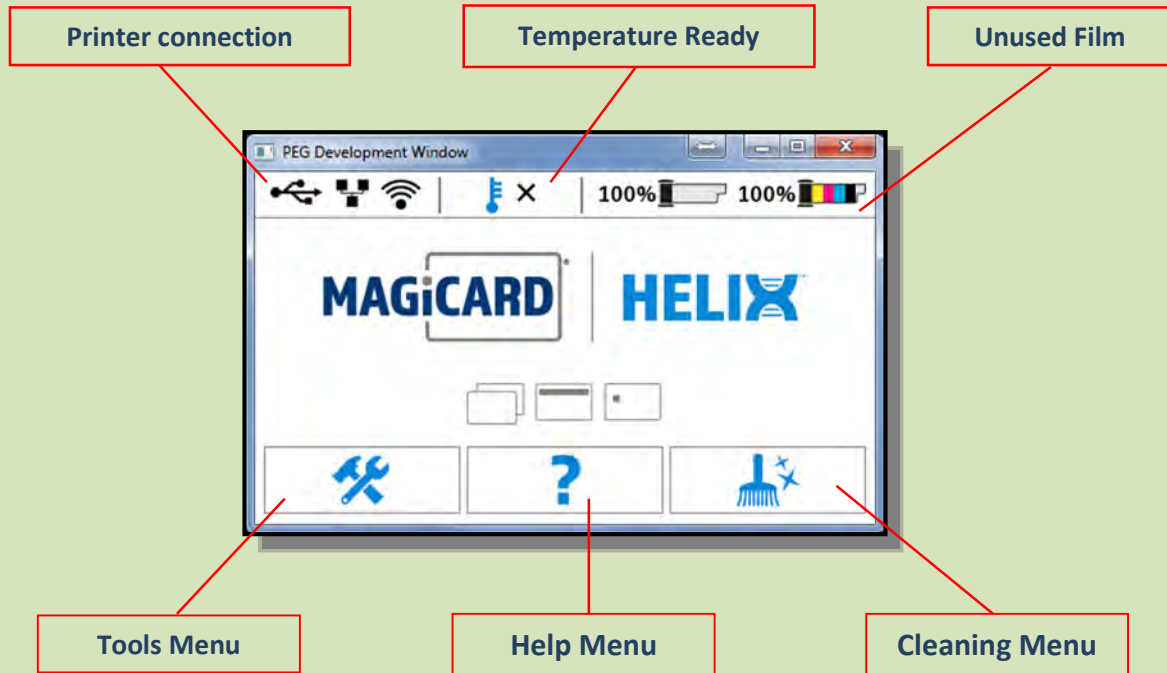 Printer connection
Temperature Ready
Unused Film
PEG Development Window
100% 100%
MAGiCARD HELIX
?
Tools Menu
Help Menu
Cleaning Menu